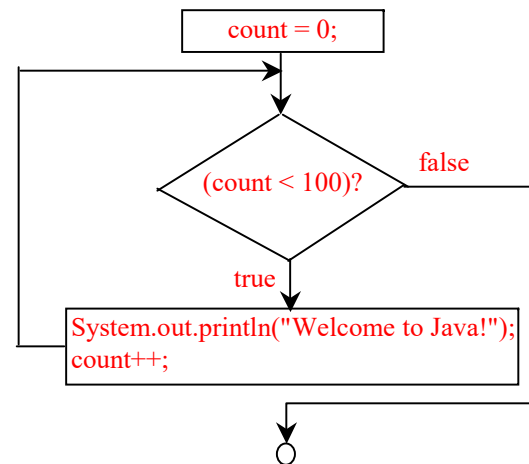 count = 0;
(count < 100)?
false
true
System.out.println("Welcome to Java!");
count++;